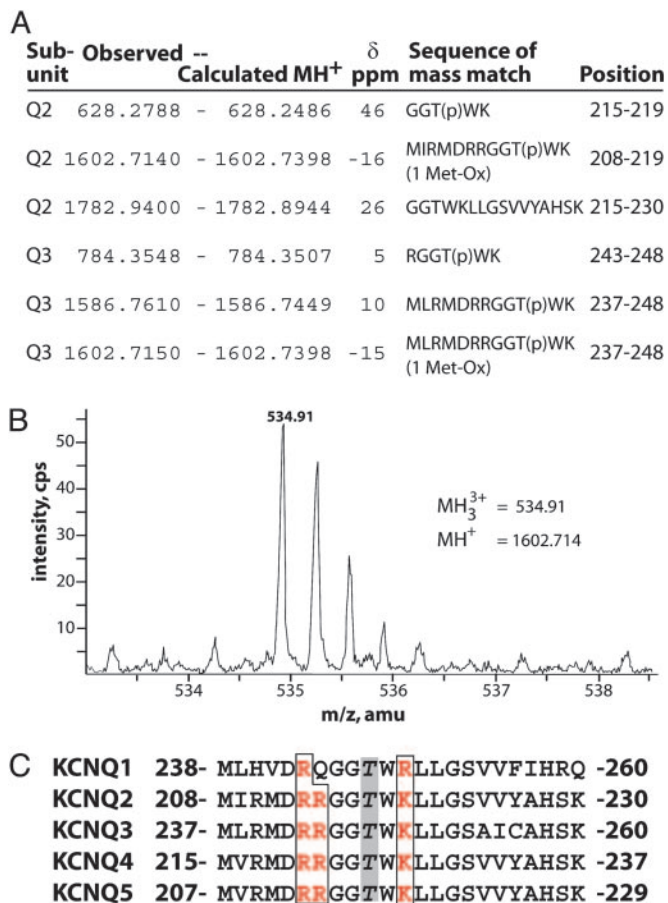 A
Sub- Observed -- δ Sequence of
unit Calculated MH+ ppm mass match Position
Q2 628.2788 - 628.2486 46 GGT(p)WK 215-219
Q2 1602.7140 - 1602.7398 -16 MIRMDRRGGT(p)WK 208-219
(1 Met-Ox)
Q2 1782.9400 - 1782.8944 26 GGTWKLLGSVVYAHSK 215-230
Q3 784.3548 - 784.3507 5 RGGT(p)WK 243-248
Q3 1586.7610 - 1586.7449 10 MLRMDRRGGT(p)WK 237-248
Q3 1602.7150 - 1602.7398 -15 MLRMDRRGGT(p)WK 237-248
(1 Met-Ox)
B
534.91
50
40
30
20
10
intensity, cps
MH3 3+ = 534.91
MH+ = 1602.714
534 535 536 537 538
m/z, amu
C KCNQ1 238- MLHVDRQGGTWRLLGSVVFIHRQ -260
KCNQ2 208- MIRMDRRGGTWKLLGSVVYAHSK -230
KCNQ3 237- MLRMDRRGGTWKLLGSAICAHSK -260
KCNQ4 215- MVRMDRRGGTWKLLGSVVYAHSK -237
KCNQ5 207- MVRMDRRGGTWKLLGSVVYAHSK -229